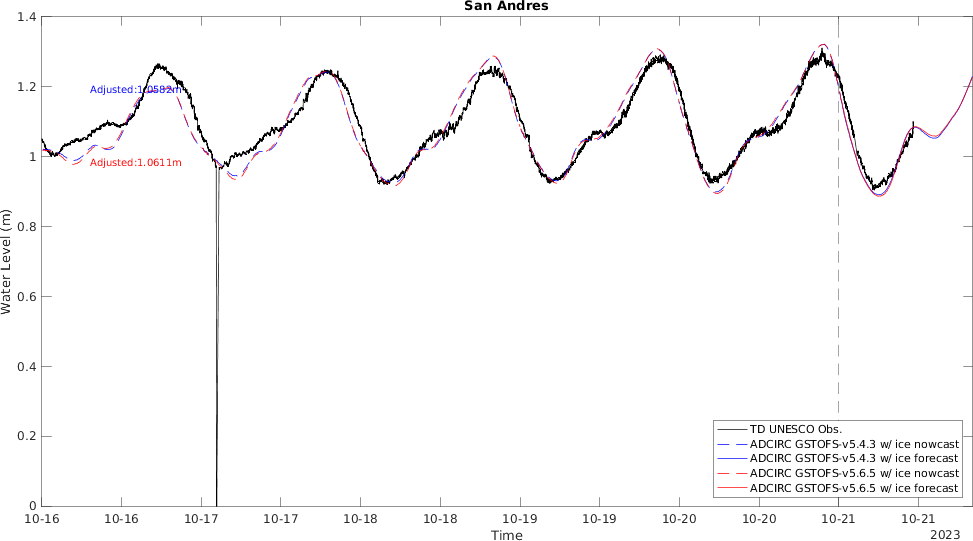 San Andres
1.4
1.2
1
0.8
0.6
0.4
0.2
0
Water Level (m)
Adjusted:1.0582m
Adjusted:1.0611m
TD UNESCO Obs.
ADCIRC GSTOFS-v5.4.3 w/ ice nowcast
ADCIRC GSTOFS-v5.4.3 w/ ice forecast
ADCIRC GSTOFS-v5.6.5 w/ ice nowcast
ADCIRC GSTOFS-v5.6.5 w/ ice forecast
10-16 10-16 10-17 10-17 10-18 10-18 10-19 10-19 10-20 10-20 10-21 10-21
Time
2023